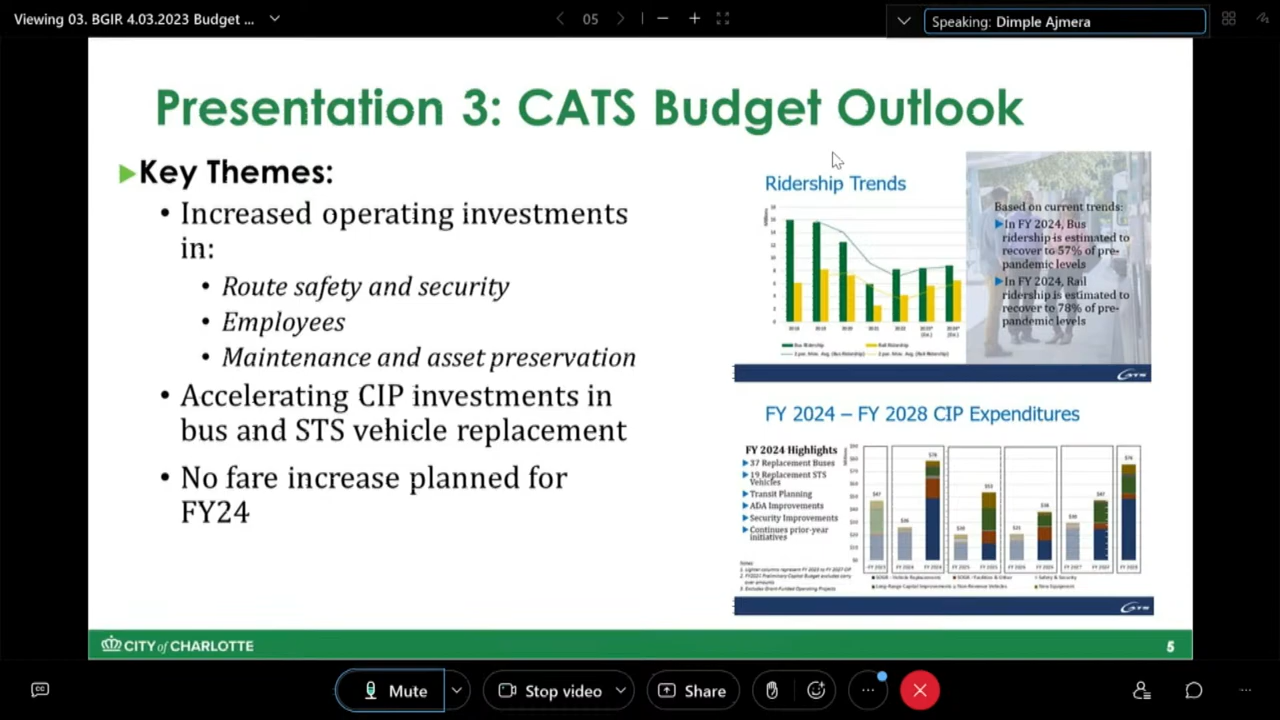 Viewing 03. BGIR 4.03.2023 Budget ...
05
Speaking: Dimple Ajmera
Presentation 3: CATS Budget Outlook
Key Themes:
• Increased operating investments
in:
• Route safety and security
• Employees
• Maintenance and asset preservation
• Accelerating CIP investments in
bus and STS vehicle replacement
• No fare increase planned for
FY24
Ridership Trends
Based on current trends:
In FY 2024, Bus
ridership is estimated to
recover to 57% of pre-
pandemic levels
In FY 2024, Rail
ridership is estimated to
recover to 78% of pre-
pandemic levels
Bus Ridership
Rail Ridership
CATS
FY 2024 – FY 2028 CIP Expenditures
FY 2024 Highlights
37 Replacement Buses
19 Replacement STS
Vehicles
Transit Planning
ADA Improvements
Security Improvements
Continues prior-year
initiatives
CATS
CITY of CHARLOTTE
5
Mute
Stop video
Share